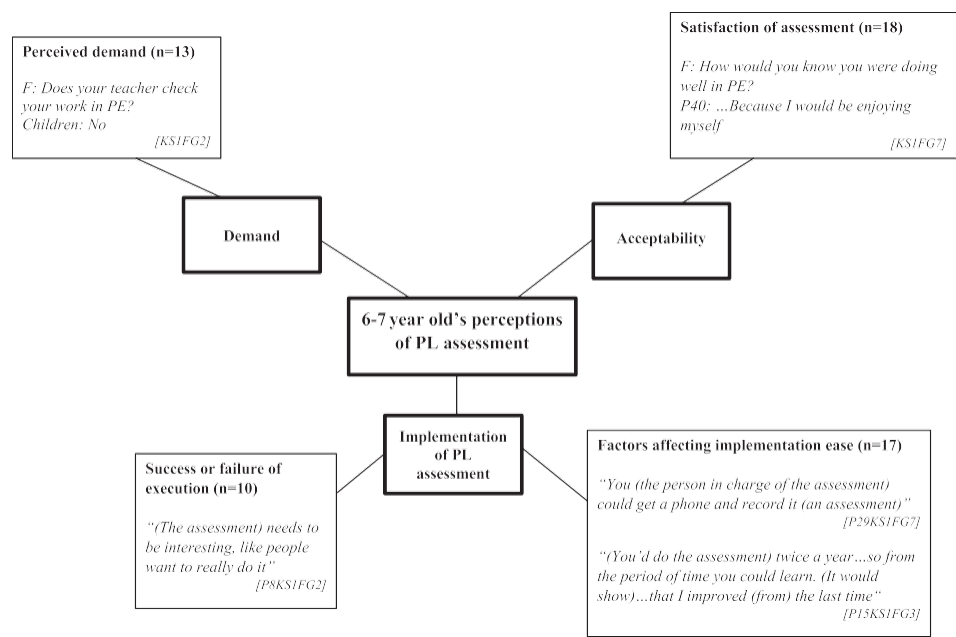 Perceived demand (n=13)
F: Does your teacher check
your work in PE?
Children: No
[KS1FG2]
Satisfaction of assessment (n=18)
F: How would you know you were doing
well in PE?
P40: …Because I would be enjoying
myself
[KS1FG7]
Demand
Acceptability
6-7 year old’s perceptions
of PL assessment
Implementation
of PL
assessment
Success or failure of
execution (n=10)
“(The assessment) needs to
be interesting, like people
want to really do it”
[P8KS1FG2]
Factors affecting implementation ease (n=17)
“You (the person in charge of the assessment)
could get a phone and record it (an assessment)”
[P29KS1FG7]
“(You’d do the assessment) twice a year…so from
the period of time you could learn. (It would
show)…that I improved (from) the last time“
[P15KS1FG3]